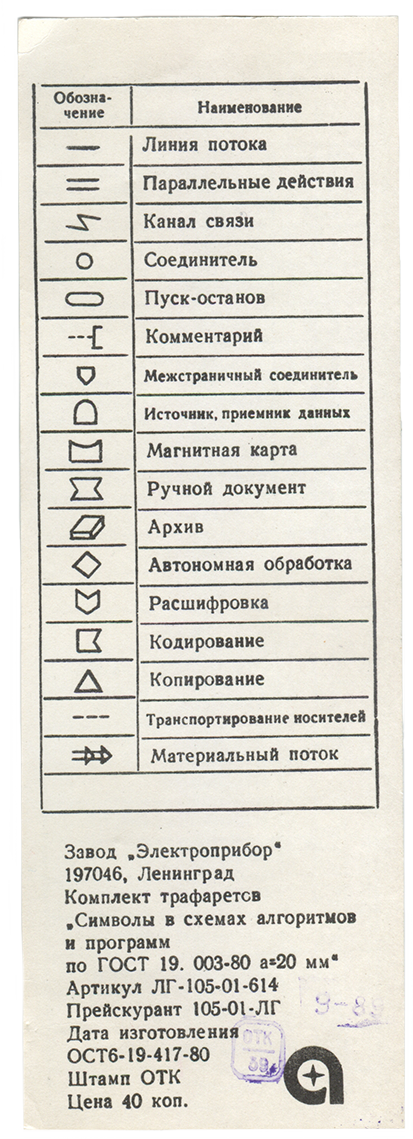 Обозна-
чение
Наименование
Линия потока
Параллельные действия
Канал связи
Соединитель
Пуск-останов
Комментарий
Межстраничный соединитель
Источник, приемник данных
Магнитная карта
Ручной документ
Архив
Автономная обработка
Расшифровка
Кодирование
Копирование
Транспортирование носителей
Материальный поток
Завод „Электроприбор“
197046, Ленинград
Комплект трафаретов
„Символы в схемах алгоритмов
и программ
по ГОСТ 19. 003-80 а=20 мм“
Артикул ЛГ-105-01-614
Прейскурант 105-01-ЛГ
9-89
Дата изготовления
ОСТ6-19-417-80
ОТК
Штамп ОТК
Цена 40 коп.